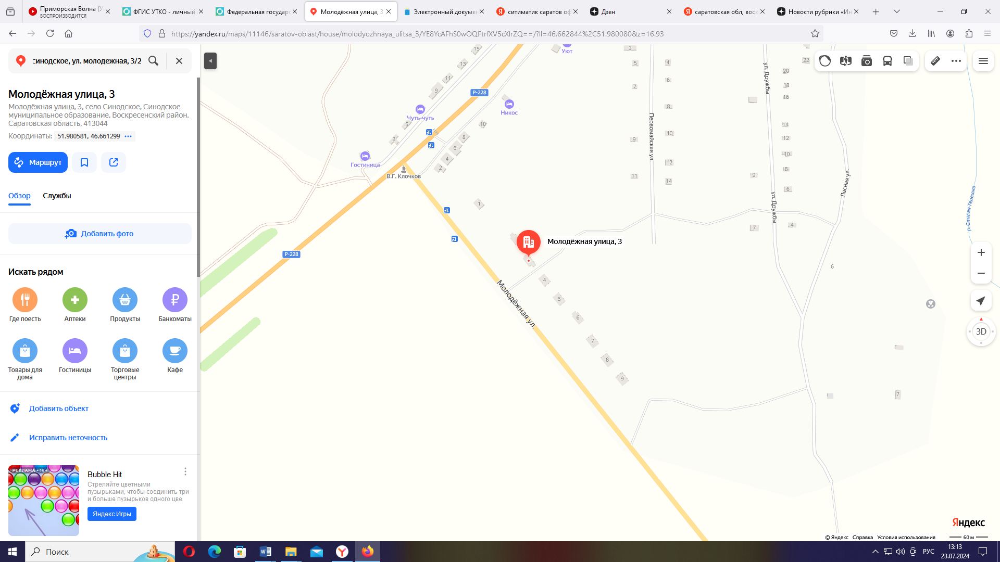 Приморская Волна (У
ВОСПРОИЗВОДИТСЯ
ФГИС УТКО - личный
Федеральная государс
Молодёжная улица, 3
Электронный докумен
ситиматик саратов оф
Дзен
саратовская обл, воск
Новости рубрики «Ин
https://yandex.ru/maps/11146/saratov-oblast/house/molodyozhnaya_ulitsa_3/YE8YcAFhS0wOQFtrfXV5cXlrZQ==/?ll=46.662844%2C51.980080&z=16.93
синодское, ул. молодежная, 3/2
Молодёжная улица, 3
Молодёжная улица, 3, село Синодское, Синодское
муниципальное образование, Воскресенский район,
Саратовская область, 413044
Координаты: 51.980581, 46.661299
Маршрут
Обзор
Службы
Добавить фото
Искать рядом
Где поесть
Аптеки
Продукты
Банкоматы
Товары для
дома
Гостиницы
Торговые
центры
Кафе
Добавить объект
Исправить неточность
РЕКЛАМА • 16+
Bubble Hit
Стреляйте цветными
пузырьками, чтобы соединить три
и больше пузырьков одного цве
Яндекс Игры
15
13
11
9
5
3
Уют
Р-228
Никос
Чуть-чуть
10
8
6
4
2
Гостиница
В.Г. Клочков
1
Р-228
Молодёжная улица, 3
4
5
6
7
8
9
Молодёжная ул.
3
5
7
9
11
4
6
8
10
12
14
Первомайская ул.
ул. Дружбы
ул. Дружбы
22
20
18
16
14
12
10
8
6
9
7
4
6
7
Лесная ул.
р. Старая Терешка
3D
Яндекс
© Яндекс Справка Условия использования
60 м
Поиск
РУС
13:13
23.07.2024